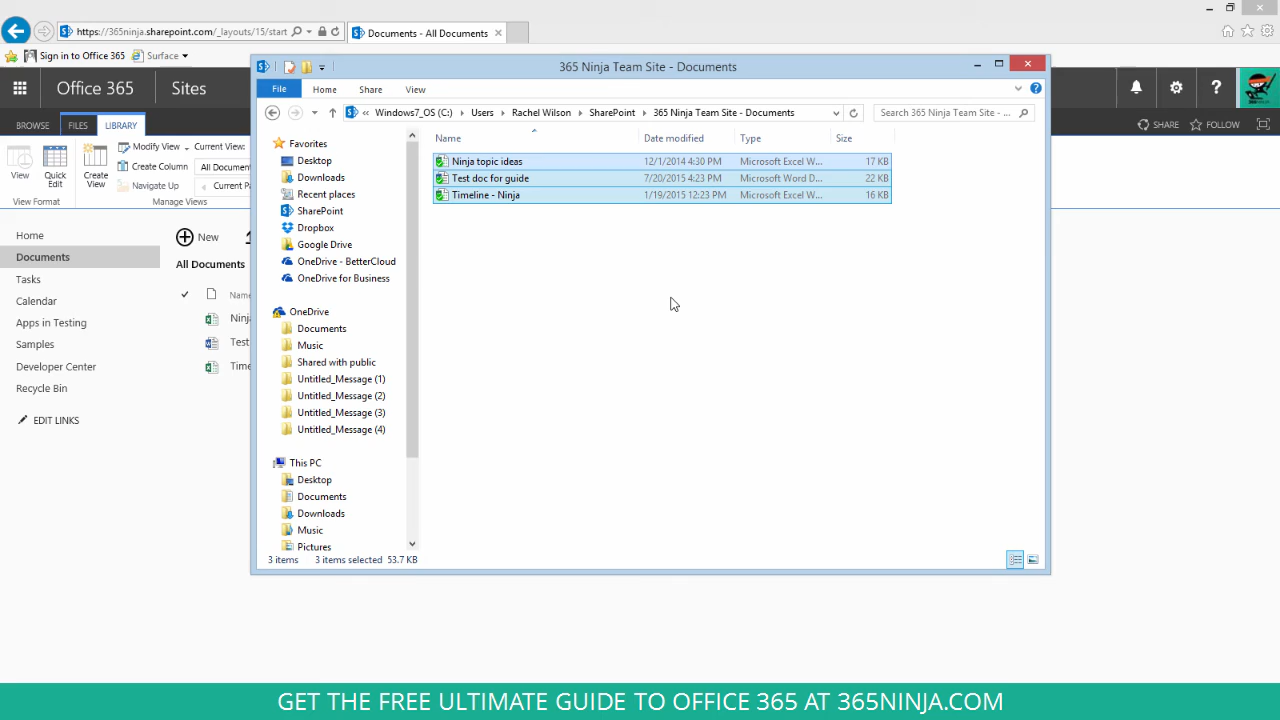 https://365ninja.sharepoint.com/_layouts/15/start
Documents - All Documents
Sign in to Office 365
Surface
Office 365
Sites
BROWSE
FILES
LIBRARY
SHARE
FOLLOW
View
Quick Edit
Create View
Modify View
Create Column
Navigate Up
Current View:
All Document
Current P
View Format
Manage Views
Home
Documents
Tasks
Calendar
Apps in Testing
Samples
Developer Center
Recycle Bin
EDIT LINKS
New
All Documents
Name
Ninj
Test
Time
365 Ninja Team Site - Documents
File
Home
Share
View
« Windows7_OS (C:) Users Rachel Wilson SharePoint 365 Ninja Team Site - Documents
Search 365 Ninja Team Site - ...
Favorites
Desktop
Downloads
Recent places
SharePoint
Dropbox
Google Drive
OneDrive - BetterCloud
OneDrive for Business
OneDrive
Documents
Music
Shared with public
Untitled_Message (1)
Untitled_Message (2)
Untitled_Message (3)
Untitled_Message (4)
This PC
Desktop
Documents
Downloads
Music
Pictures
Name Date modified Type Size
Ninja topic ideas 12/1/2014 4:30 PM Microsoft Excel W... 17 KB
Test doc for guide 7/20/2015 4:23 PM Microsoft Word D... 22 KB
Timeline - Ninja 1/19/2015 12:23 PM Microsoft Excel W... 16 KB
3 items 3 items selected 53.7 KB
GET THE FREE ULTIMATE GUIDE TO OFFICE 365 AT 365NINJA.COM